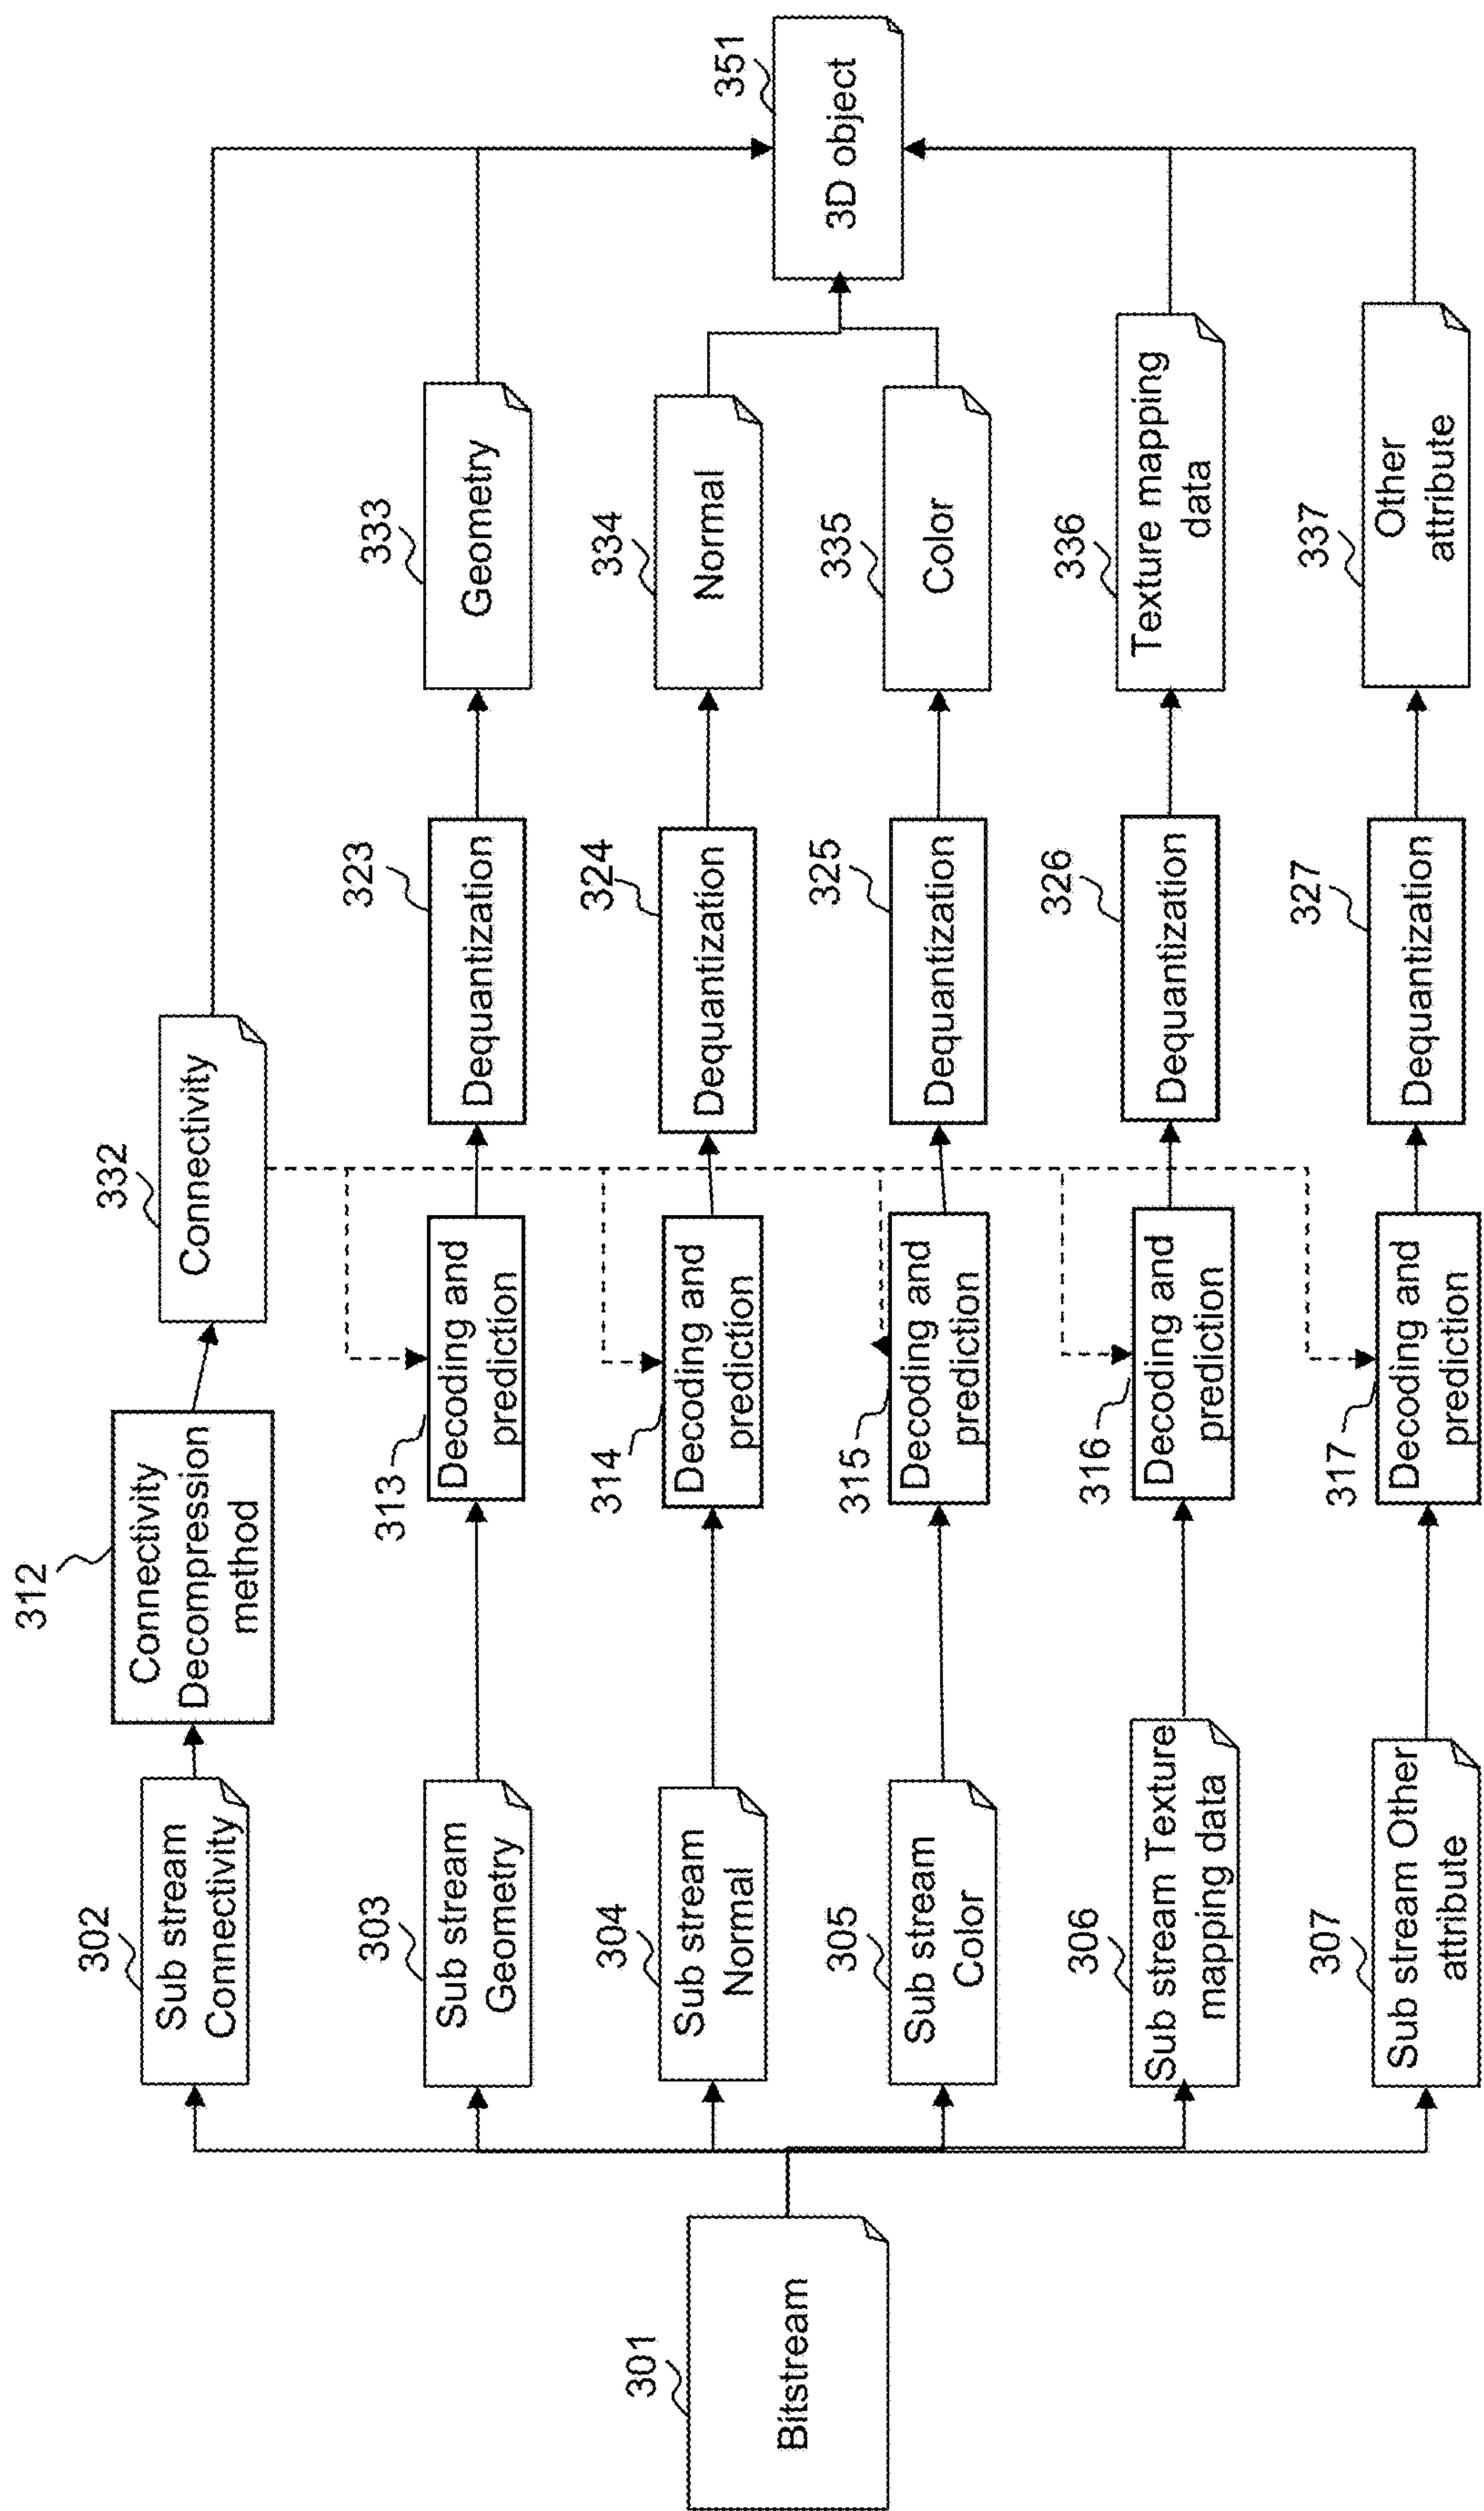 301
Bitstream
302
Sub stream
Connectivity
303
Sub stream
Geometry
304
Sub stream
Normal
305
Sub stream
Color
306
Sub stream Texture
mapping data
307
Sub stream Other
attribute
312
Connectivity
Decompression
method
313
Decoding and
prediction
314
Decoding and
prediction
315
Decoding and
prediction
316
Decoding and
prediction
317
Decoding and
prediction
332
Connectivity
323
Dequantization
324
Dequantization
325
Dequantization
326
Dequantization
327
Dequantization
333
Geometry
334
Normal
335
Color
336
Texture mapping
data
337
Other
attribute
351
3D object